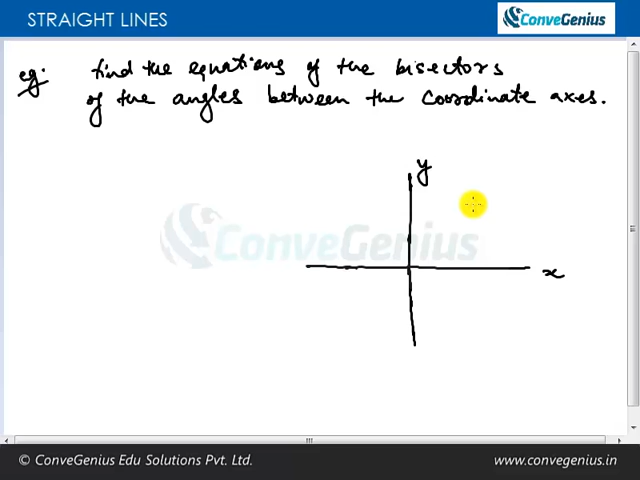 STRAIGHT LINES
ConveGenius
eg: find the equations of the bisectors
of the angles between the coordinate axes.
y
ConveGenius
x
© ConveGenius Edu Solutions Pvt. Ltd.
www.convegenius.in